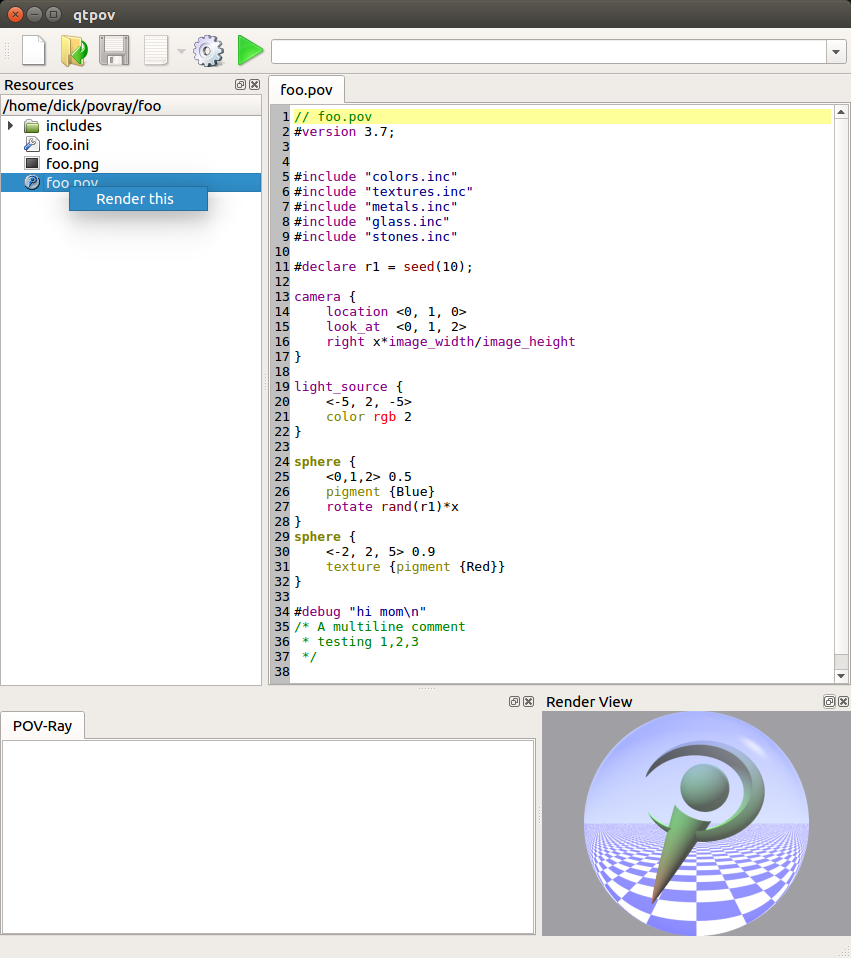 qtpov
Resources
/home/dick/povray/foo
includes
foo.ini
foo.png
foo.pov
Render this
foo.pov
1 // foo.pov
2 #version 3.7;
3
4
5 #include "colors.inc"
6 #include "textures.inc"
7 #include "metals.inc"
8 #include "glass.inc"
9 #include "stones.inc"
10
11 #declare r1 = seed(10);
12
13 camera {
14     location <0, 1, 0>
15     look_at  <0, 1, 2>
16     right x*image_width/image_height
17 }
18
19 light_source {
20     <-5, 2, -5>
21     color rgb 2
22 }
23
24 sphere {
25     <0,1,2> 0.5
26     pigment {Blue}
27     rotate rand(r1)*x
28 }
29 sphere {
30     <-2, 2, 5> 0.9
31     texture {pigment {Red}}
32 }
33
34 #debug "hi mom\n"
35 /* A multiline comment
36  * testing 1,2,3
37  */
38
POV-Ray
Render View